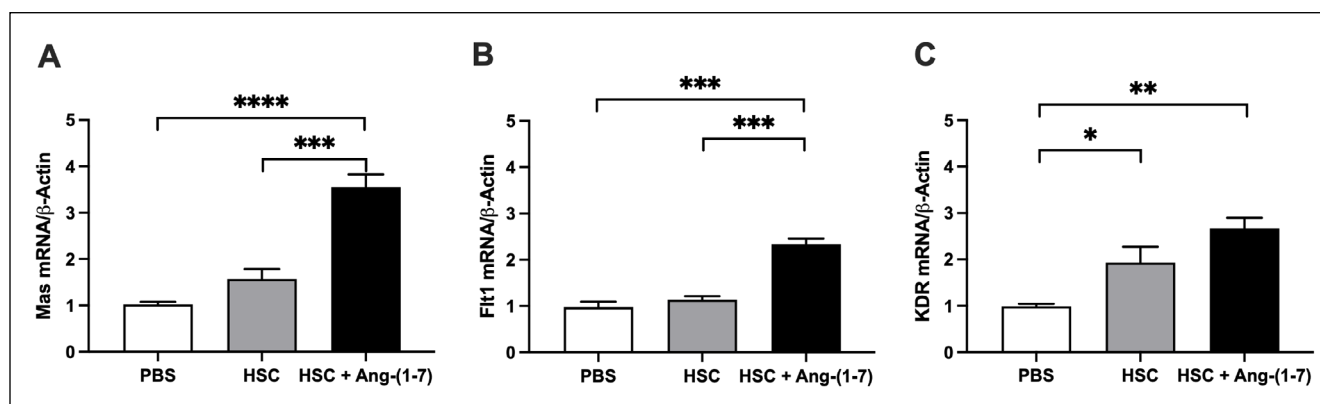 A
****
***
Mas mRNA/β-Actin
5
4
3
2
1
0
PBS HSC HSC + Ang-(1-7)
B
***
***
Flt1 mRNA/β-Actin
5
4
3
2
1
0
PBS HSC HSC + Ang-(1-7)
C
**
*
KDR mRNA/β-Actin
5
4
3
2
1
0
PBS HSC HSC + Ang-(1-7)